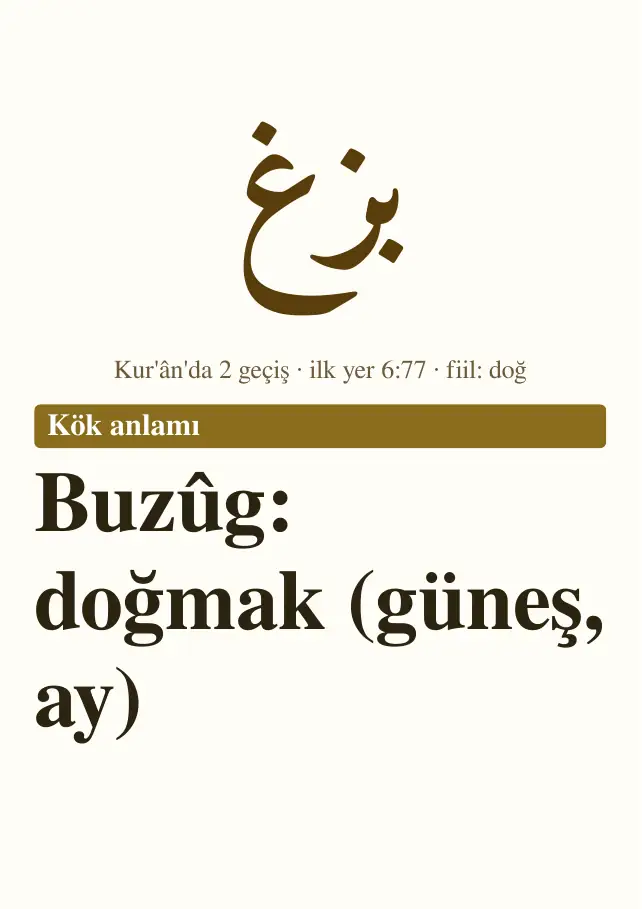 بزغ
Kur'ân'da 2 geçiş · ilk yer 6:77 · fiil: doğ
Kök anlamı
Buzûg:
doğmak (güneş,
ay)